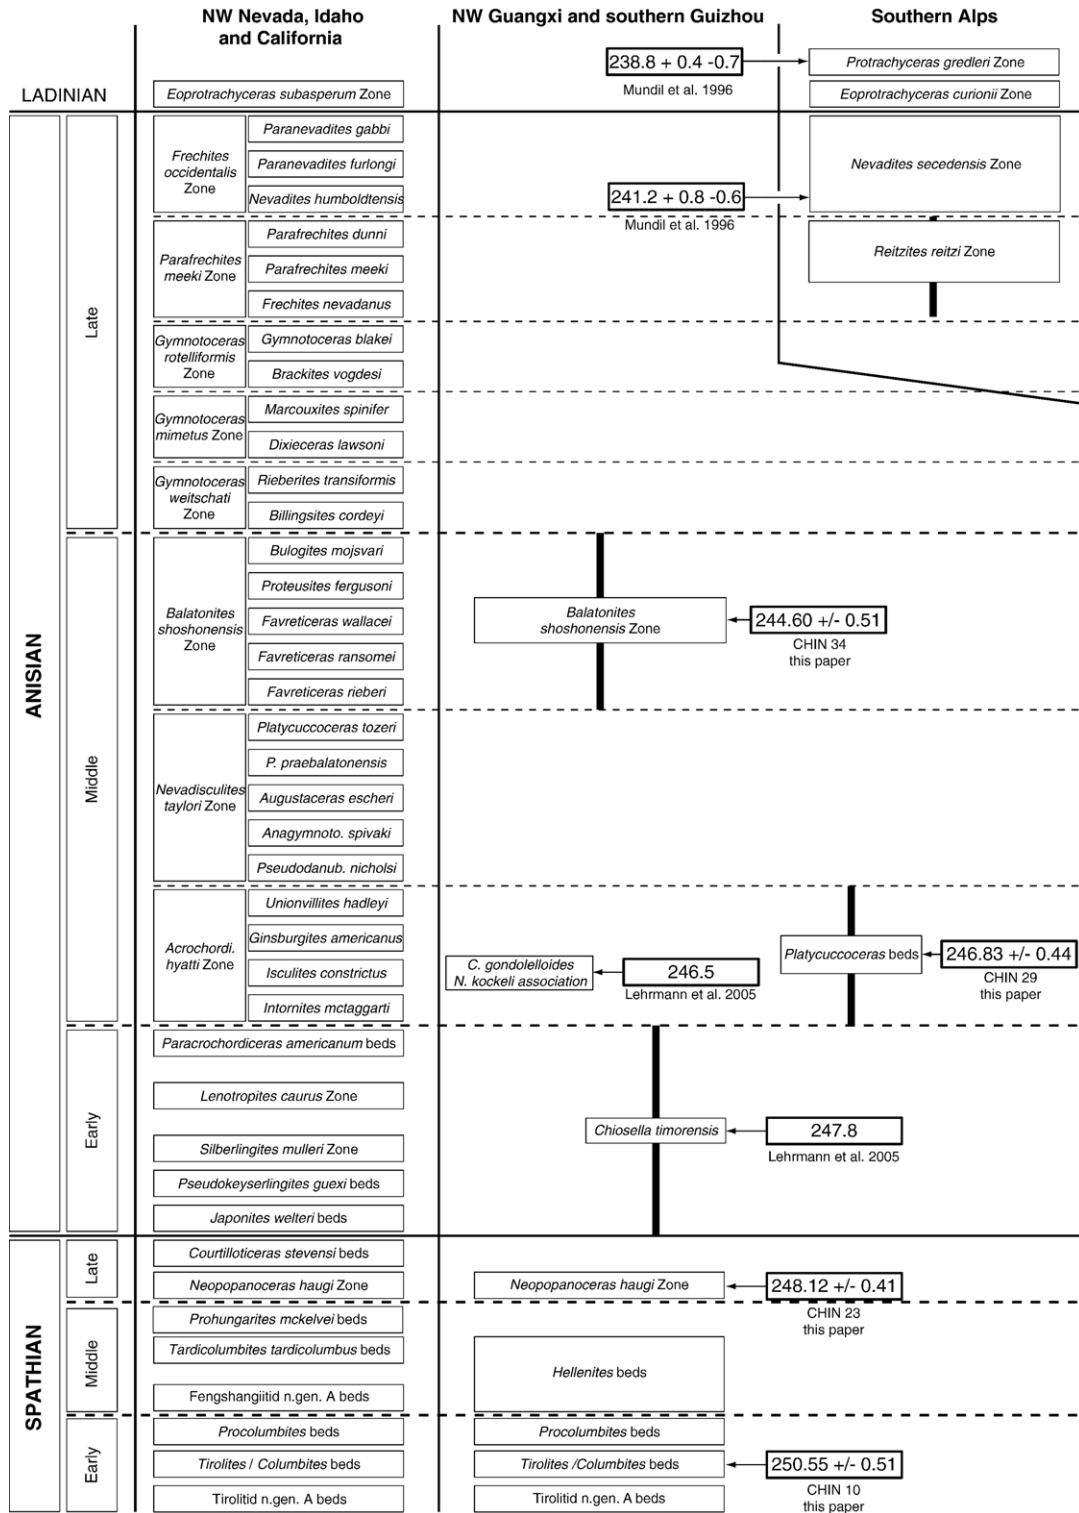 NW Nevada, Idaho
and California
NW Guangxi and southern Guizhou
Southern Alps
238.8 + 0.4 -0.7
Mundil et al. 1996
Protrachyceras gredleri Zone
LADINIAN
Eoprotrachyceras subasperum Zone
Eoprotrachyceras curionii Zone
ANISIAN
Late
Frechites
occidentalis
Zone
Paranevadites gabbi
Paranevadites furlongi
Nevadites humboldtensis
Nevadites secedensis Zone
241.2 + 0.8 -0.6
Mundil et al. 1996
Parafrechites
meeki Zone
Parafrechites dunni
Parafrechites meeki
Frechites nevadanus
Reitzites reitzi Zone
Gymnotoceras
rotelliformis
Zone
Gymnotoceras blakei
Brackites vogdesi
Gymnotoceras
mimetus Zone
Marcouxites spinifer
Dixieceras lawsoni
Gymnotoceras
weitschati
Zone
Rieberites transiformis
Billingsites cordeyi
Middle
Balatonites
shoshonensis
Zone
Bulogites mojsvari
Proteusites fergusoni
Favreticeras wallacei
Favreticeras ransomei
Favreticeras rieberi
Balatonites
shoshonensis Zone
244.60 +/- 0.51
CHIN 34
this paper
Nevadisculites
taylori Zone
Platycuccoceras tozeri
P. praebalatonensis
Augustaceras escheri
Anagymnoto. spivaki
Pseudodanub. nicholsi
Acrochordi.
hyatti Zone
Unionvillites hadleyi
Ginsburgites americanus
Isculites constrictus
Intornites mctaggarti
C. gondolelloides
N. kockeli association
246.5
Lehrmann et al. 2005
Platycuccoceras beds
246.83 +/- 0.44
CHIN 29
this paper
Early
Paracrochordiceras americanum beds
Lenotropites caurus Zone
Silberlingites mulleri Zone
Pseudokeyserlingites guexi beds
Japonites welteri beds
Chiosella timorensis
247.8
Lehrmann et al. 2005
SPATHIAN
Late
Courtilloticeras stevensi beds
Neopopanoceras haugi Zone
Neopopanoceras haugi Zone
248.12 +/- 0.41
CHIN 23
this paper
Middle
Prohungarites mckelvei beds
Tardicolumbites tardicolumbus beds
Fengshangiitid n.gen. A beds
Hellenites beds
Early
Procolumbites beds
Tirolites / Columbites beds
Tirolitid n.gen. A beds
Procolumbites beds
Tirolites /Columbites beds
Tirolitid n.gen. A beds
250.55 +/- 0.51
CHIN 10
this paper